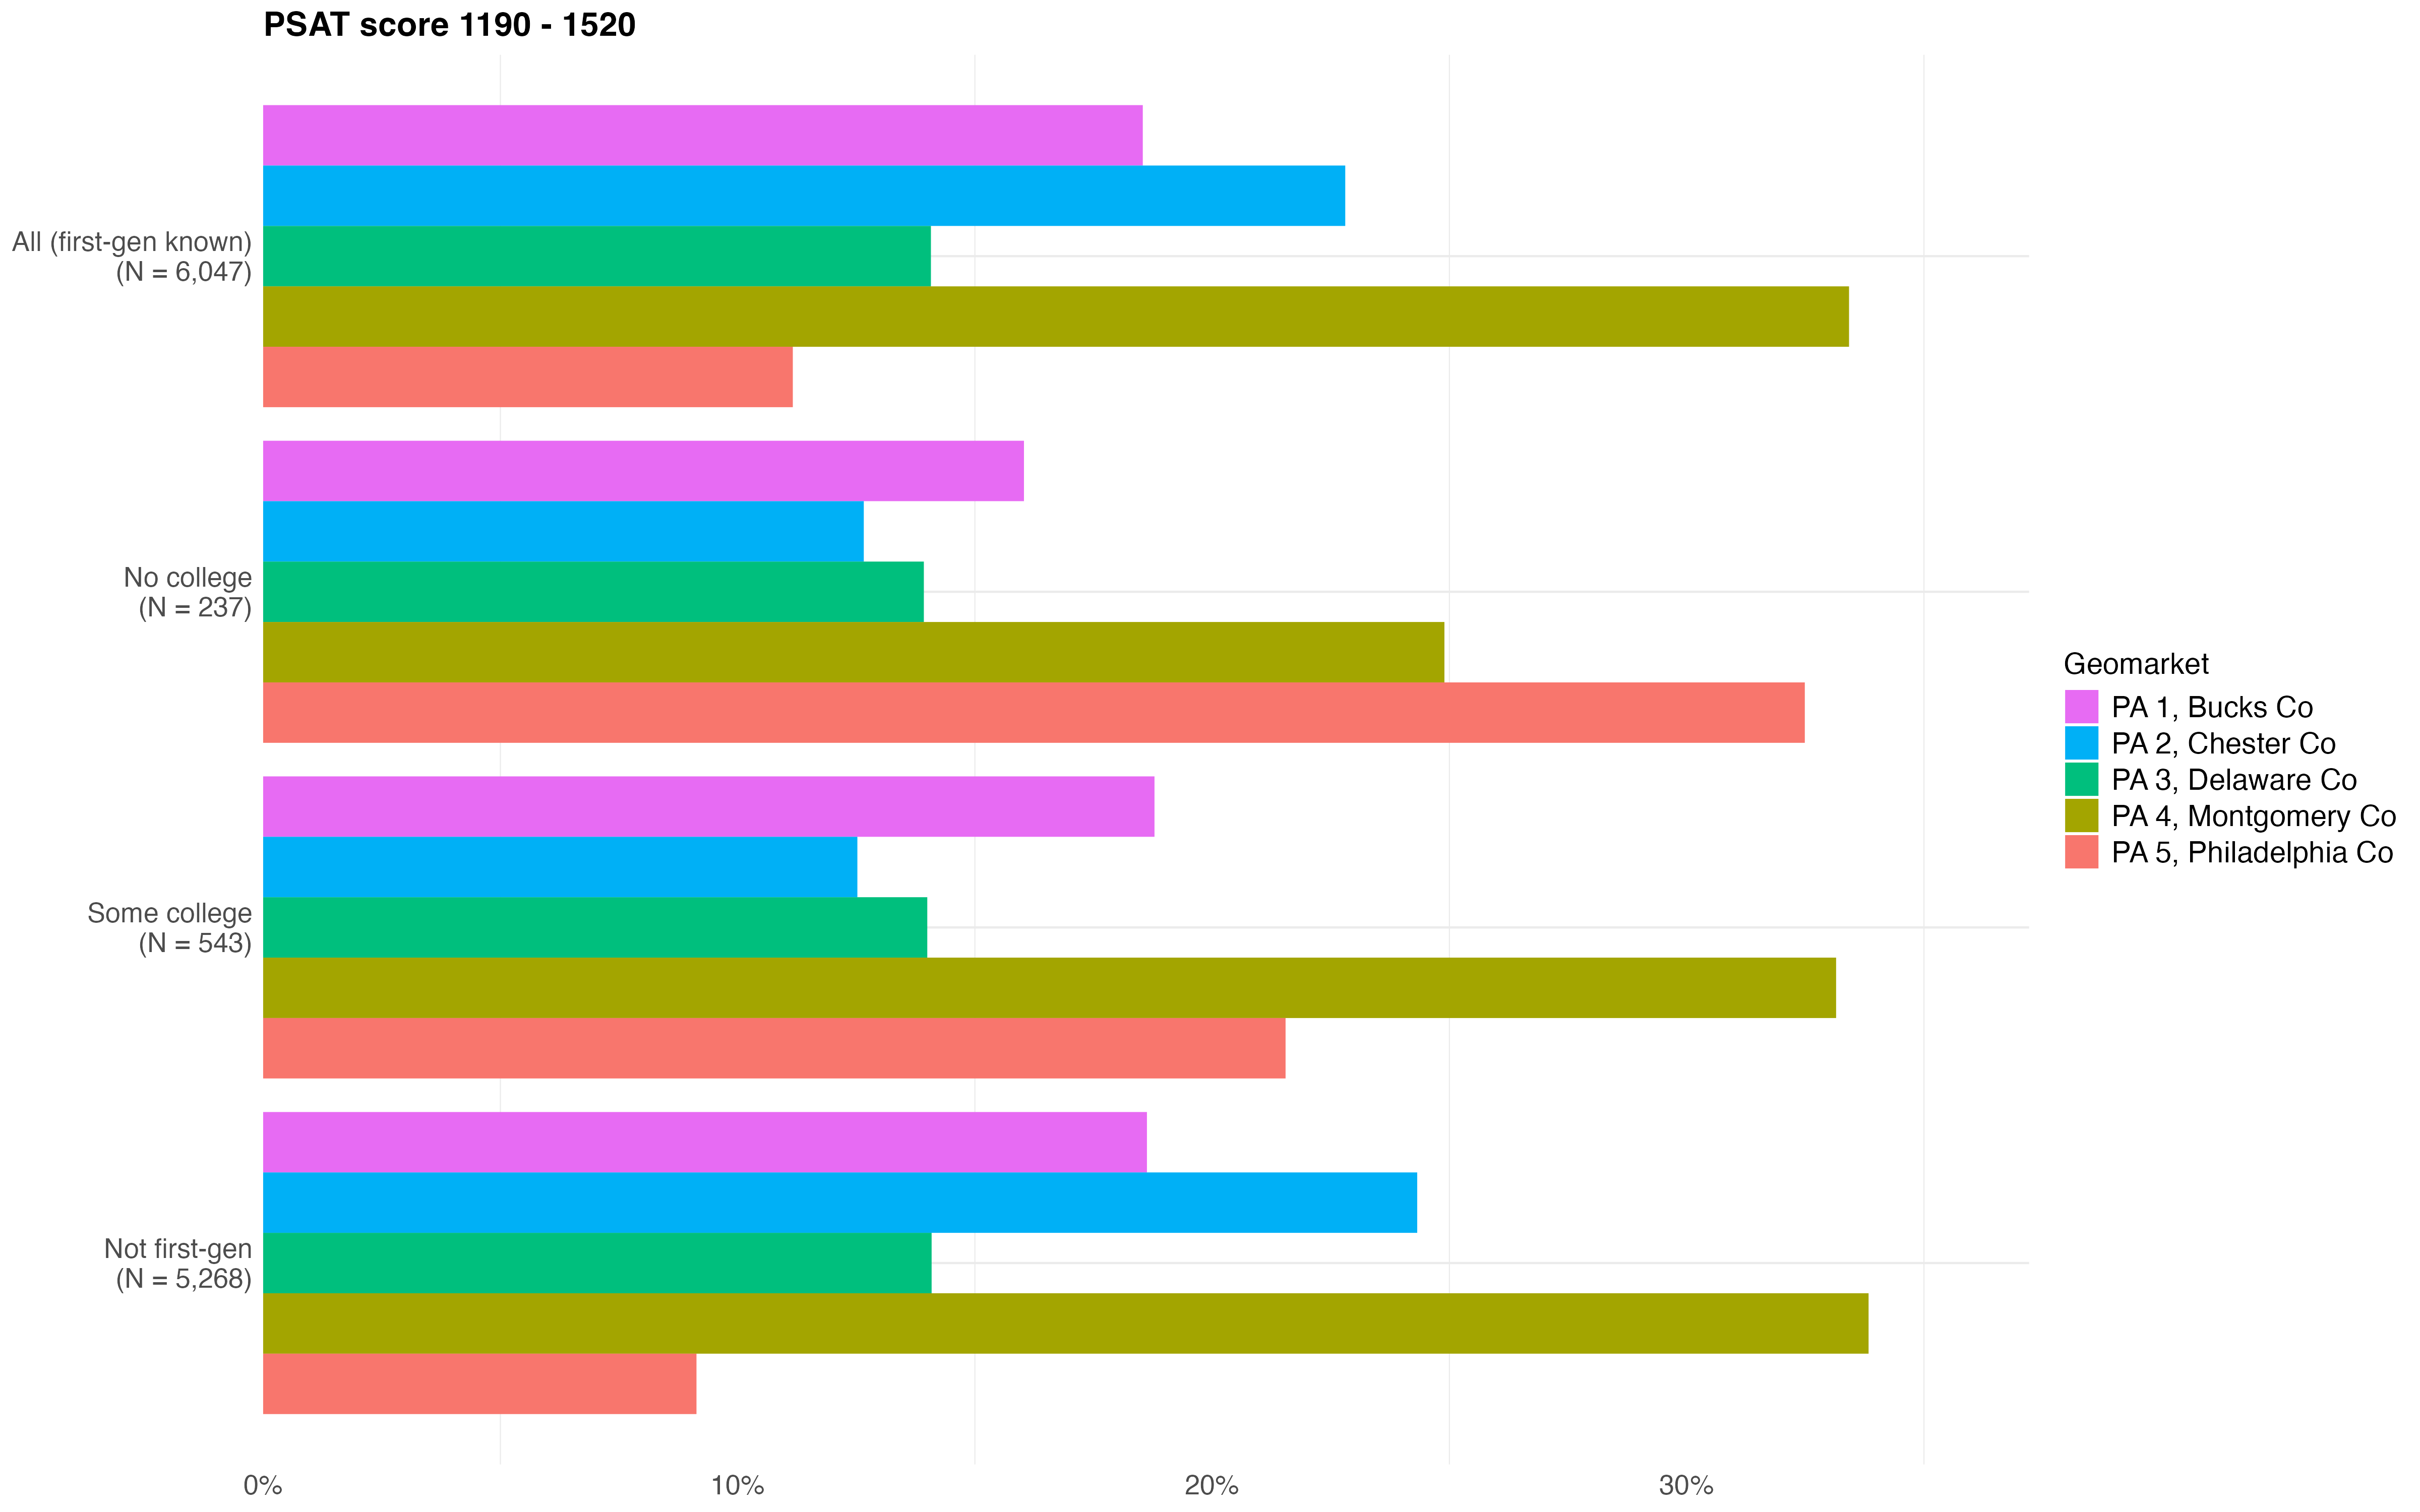 PSAT score 1190 - 1520
All (first-gen known)
(N = 6,047)
No college
(N = 237)
Some college
(N = 543)
Not first-gen
(N = 5,268)
0%
10%
20%
30%
Geomarket
PA 1, Bucks Co
PA 2, Chester Co
PA 3, Delaware Co
PA 4, Montgomery Co
PA 5, Philadelphia Co